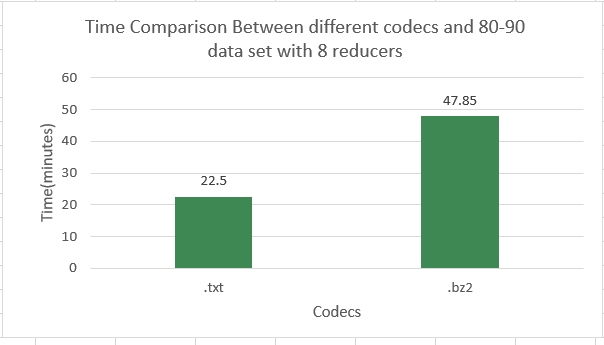 Time Comparison Between different codecs and 80-90
data set with 8 reducers
60
50
40
30
20
10
0
Time(minutes)
22.5
47.85
.txt
.bz2
Codecs